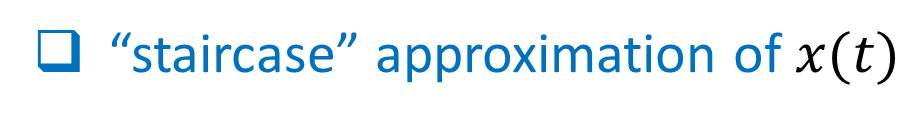 ❑ “staircase” approximation of x(t)